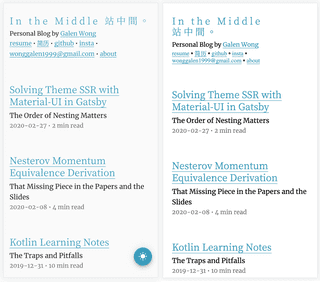 In the Middle 站中間。
Personal Blog by Galen Wong
resume • 简历 • github • insta •
wonggalen1999@gmail.com • about
Solving Theme SSR with
Material-UI in Gatsby
The Order of Nesting Matters
2020-02-27 • 2 min read
Nesterov Momentum
Equivalence Derivation
That Missing Piece in the Papers and the
Slides
2020-02-08 • 4 min read
Kotlin Learning Notes
The Traps and Pitfalls
2019-12-31 • 10 min read
In the Middle
站中間。
Personal Blog by Galen Wong
resume • 简历 • github • insta •
wonggalen1999@gmail.com • about
Solving Theme SSR with
Material-UI in Gatsby
The Order of Nesting Matters
2020-02-27 • 2 min read
Nesterov Momentum
Equivalence Derivation
That Missing Piece in the Papers and the
Slides
2020-02-08 • 4 min read
Kotlin Learning Notes
The Traps and Pitfalls
2019-12-31 • 10 min read